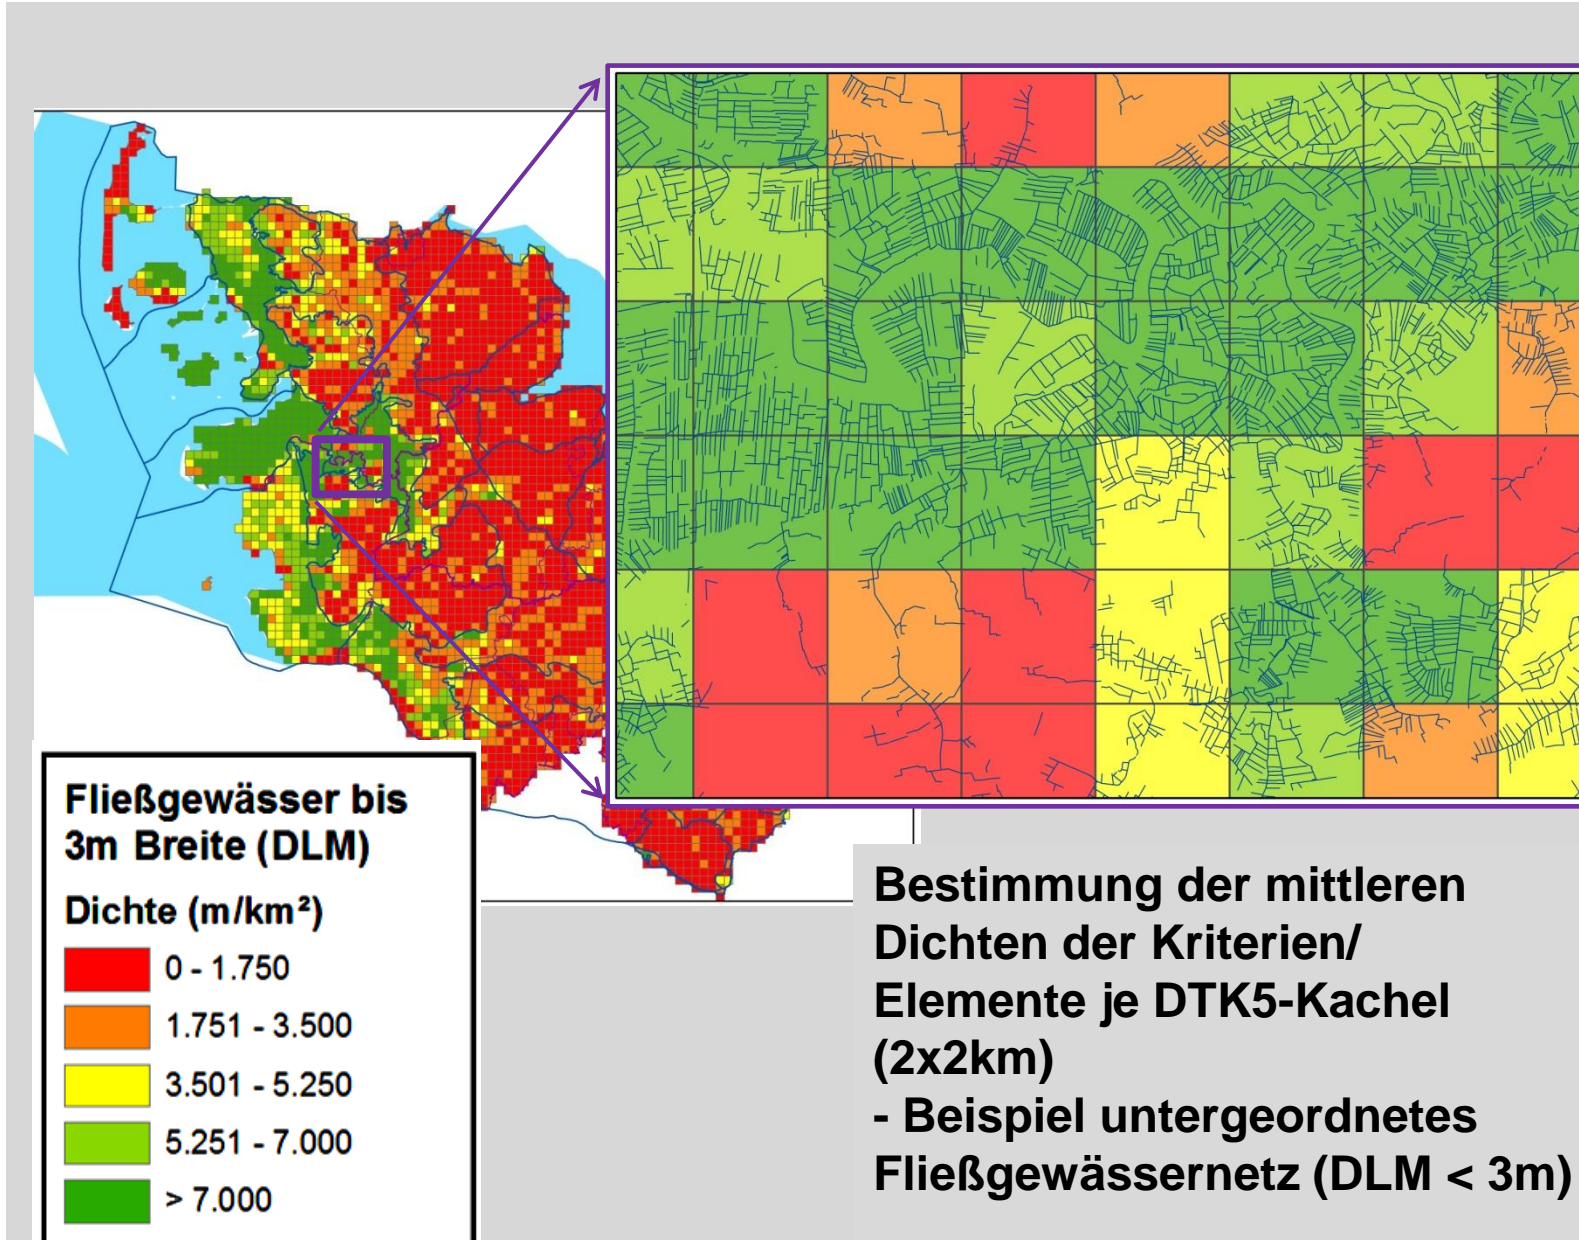 Fließgewässer bis
3m Breite (DLM)
Dichte (m/km²)
0 - 1.750
1.751 - 3.500
3.501 - 5.250
5.251 - 7.000
> 7.000
Bestimmung der mittleren
Dichten der Kriterien/
Elemente je DTK5-Kachel
(2x2km)
- Beispiel untergeordnetes
Fließgewässernetz (DLM < 3m)